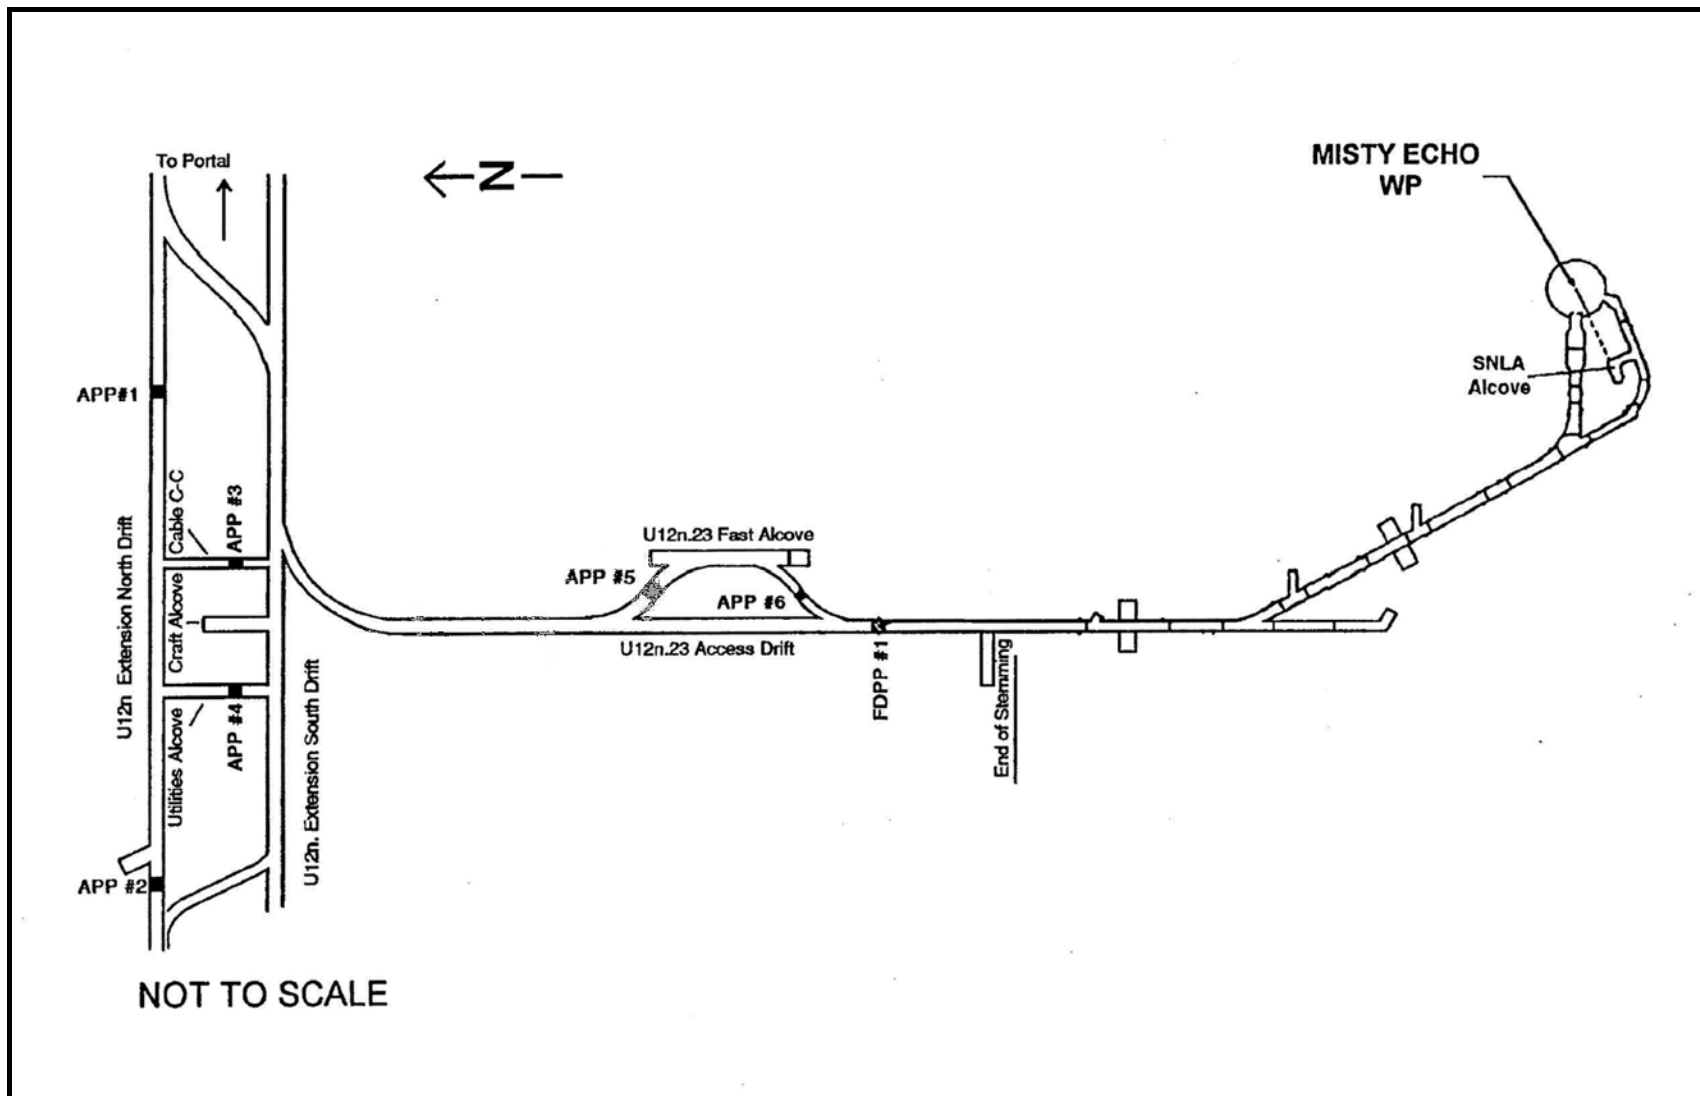 To Portal
N
MISTY ECHO
WP
SNLA
Alcove
APP#1
Cable C-C
APP #3
U12n Extension North Drift
Craft Alcove
U12n.23 Fast Alcove
APP #5
APP #6
U12n.23 Access Drift
FDPP #1
End of Stemming
Utilities Alcove
APP #4
U12n. Extension South Drift
APP #2
NOT TO SCALE